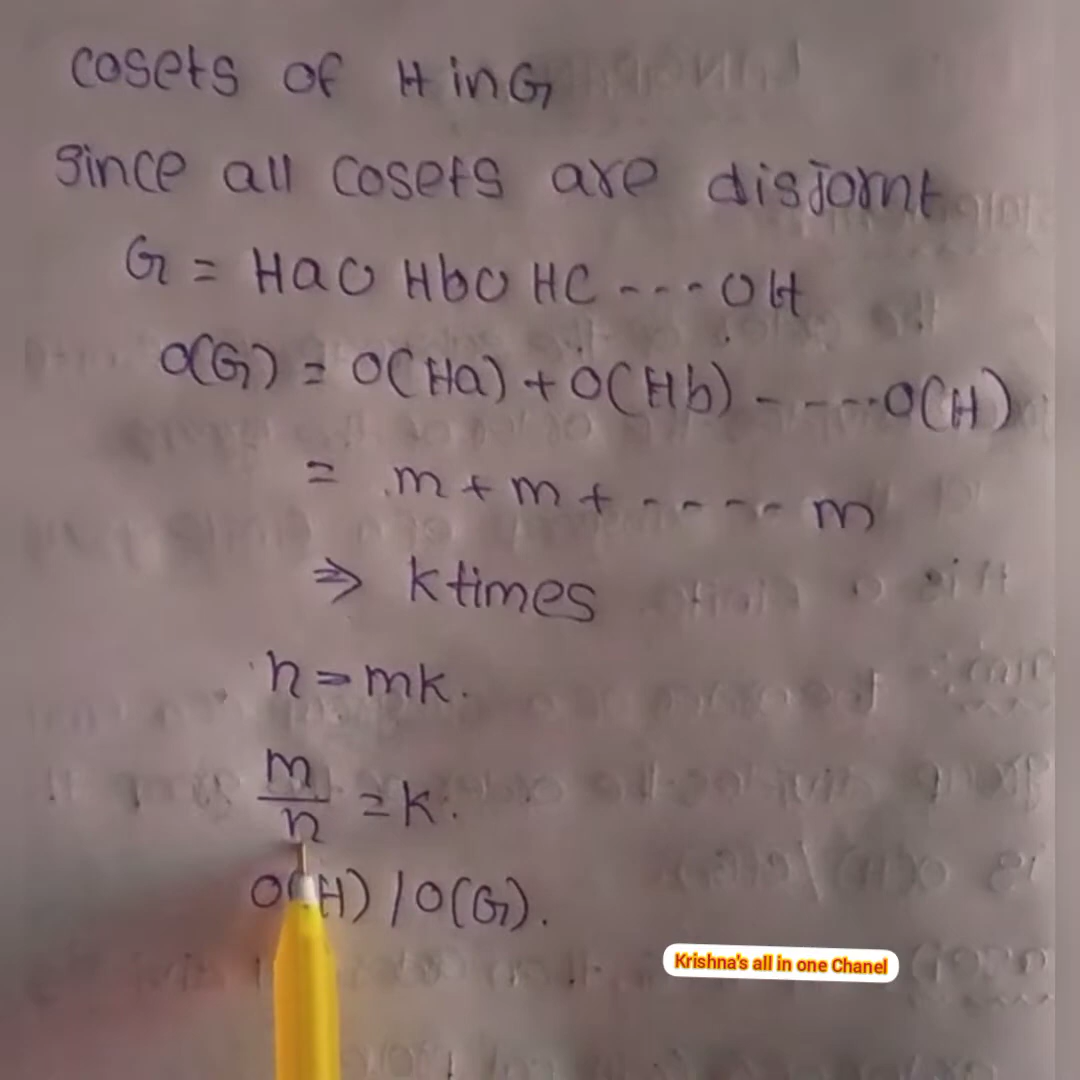 cosets of H in G
since all cosets are disjoint
G = Ha ∪ Hb ∪ HC ---- ∪ H
O(G) = O(Ha) + O(Hb) ----- O(H)
= m + m + ----- m
⇒ k times
n = mk.
m/n = k.
O(H) / O(G).
Krishna's all in one Chanel